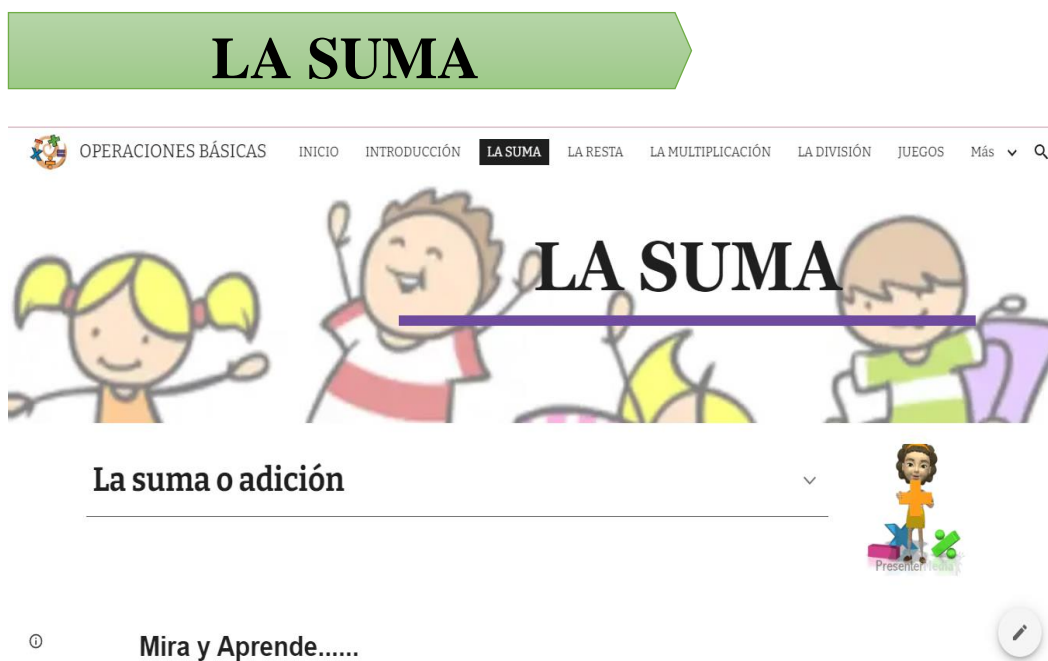 LA SUMA
OPERACIONES BÁSICAS INICIO INTRODUCCIÓN LA SUMA LA RESTA LA MULTIPLICACIÓN LA DIVISIÓN JUEGOS Más
LA SUMA
La suma o adición
PresenterMedia
Mira y Aprende......